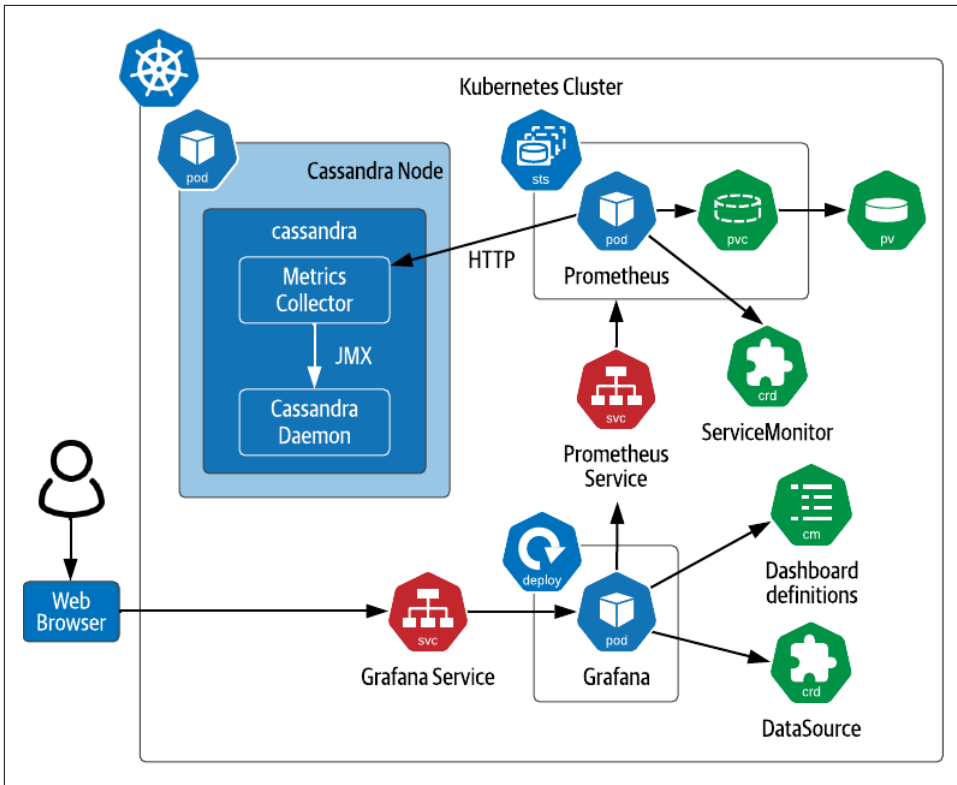 Kubernetes Cluster
pod
Cassandra Node
cassandra
Metrics
Collector
JMX
Cassandra
Daemon
HTTP
sts
pod
Prometheus
pvc
pv
crd
ServiceMonitor
svc
Prometheus
Service
cm
Dashboard
definitions
deploy
pod
Grafana
crd
DataSource
svc
Grafana Service
Web
Browser